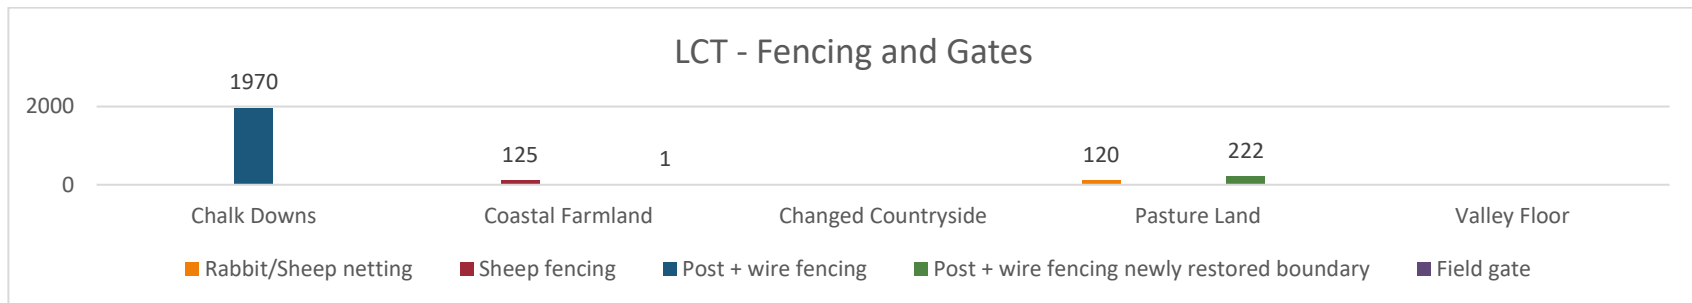 LCT - Fencing and Gates
1970
2000
125
1
120
222
0
Chalk Downs Coastal Farmland Changed Countryside Pasture Land Valley Floor
Rabbit/Sheep netting Sheep fencing Post + wire fencing Post + wire fencing newly restored boundary Field gate